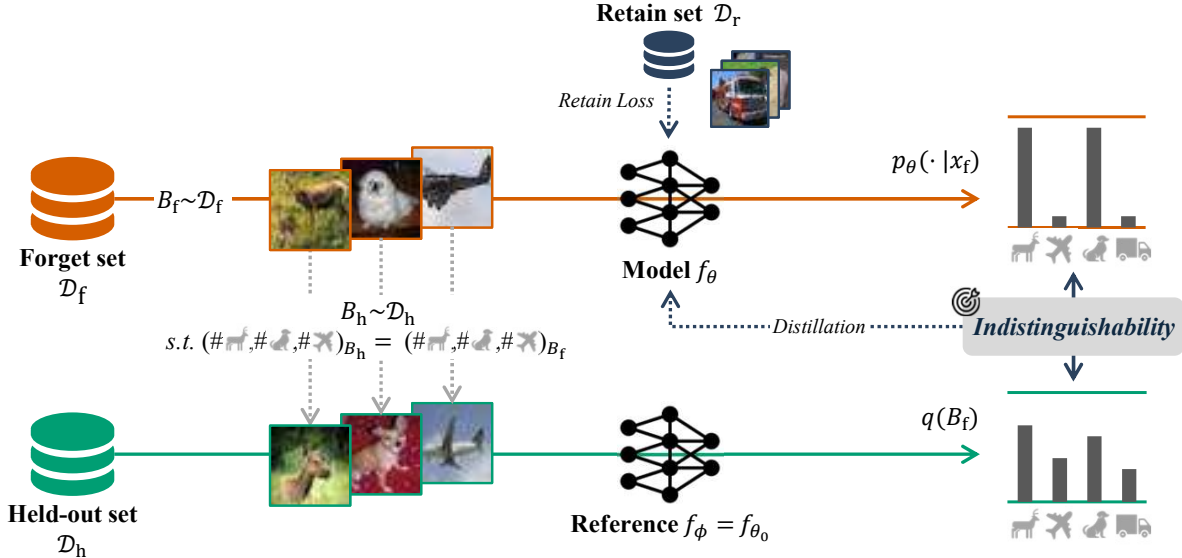 Retain set 𝒟r
Retain Loss
pθ(· |xf)
Bf~𝒟f
Forget set
𝒟f
Model fθ
Bh~𝒟h
s.t. (# ,# ,# )Bh = (# ,# ,# )Bf
Distillation
Indistinguishability
q(Bf)
Held-out set
𝒟h
Reference fϕ = fθ0